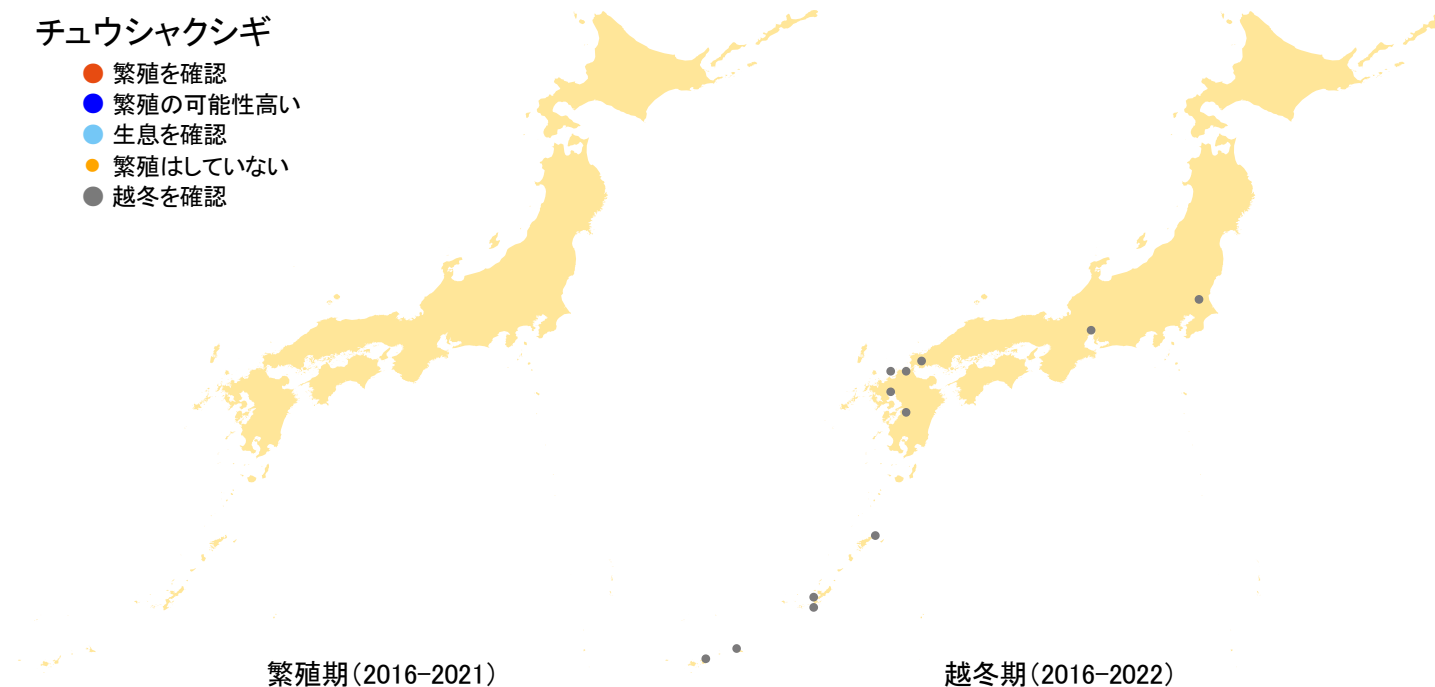 チュウシャクシギ
繁殖を確認
繁殖の可能性高い
生息を確認
繁殖はしていない
越冬を確認
繁殖期(2016-2021)
越冬期(2016-2022)